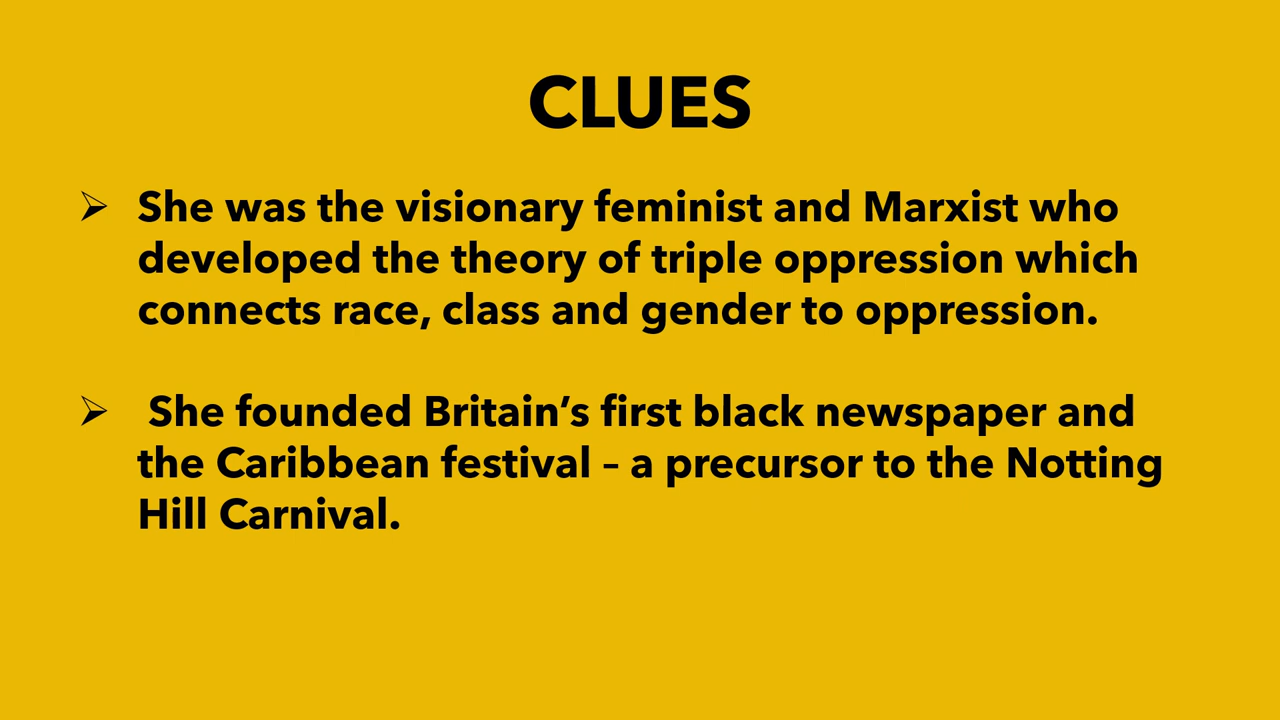 CLUES
➢ She was the visionary feminist and Marxist who
developed the theory of triple oppression which
connects race, class and gender to oppression.
➢ She founded Britain’s first black newspaper and
the Caribbean festival – a precursor to the Notting
Hill Carnival.